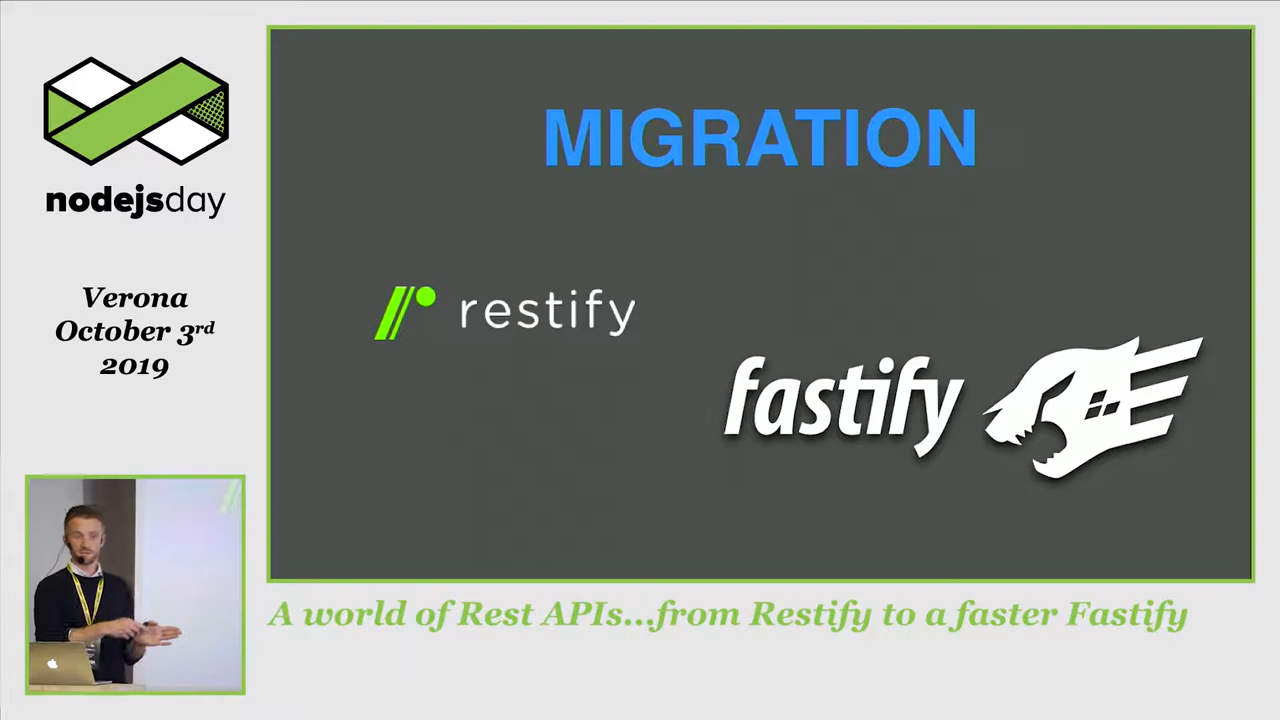 nodejsday
Verona
October 3rd
2019
MIGRATION
restify
fastify
A world of Rest APIs...from Restify to a faster Fastify